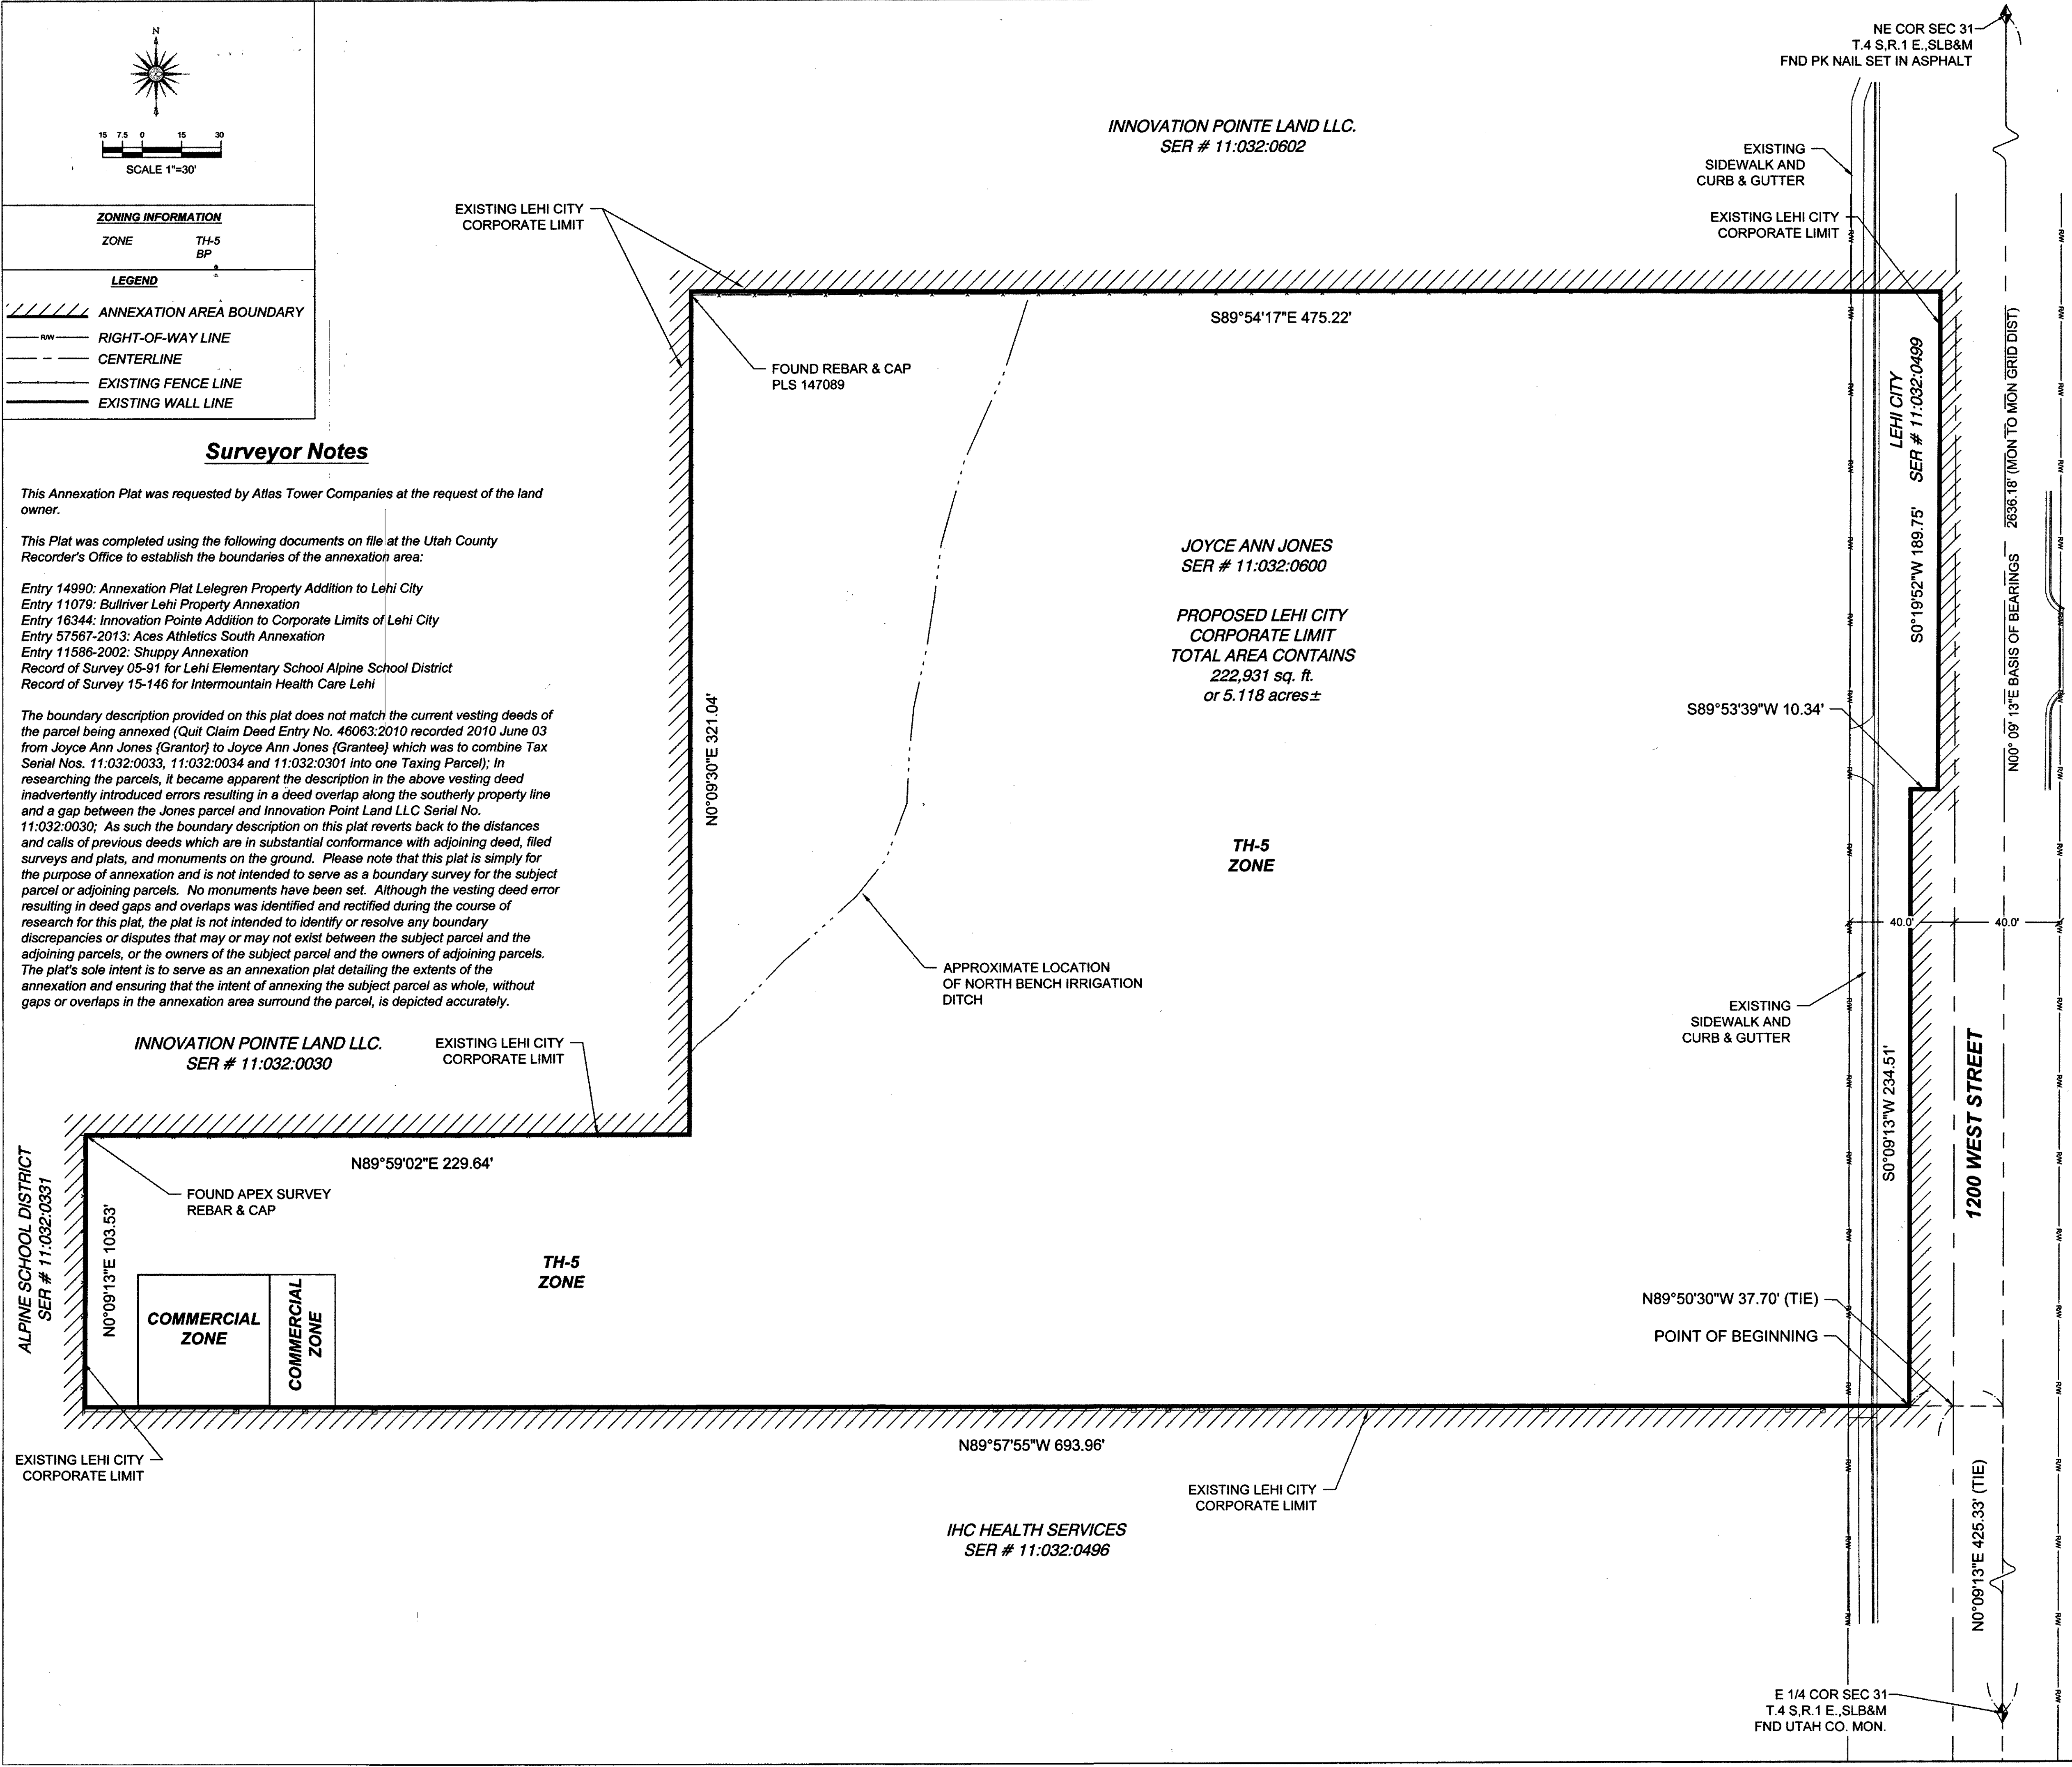 N
15 7.5 0 15 30
SCALE 1"=30'
ZONING INFORMATION
ZONE TH-5
BP
LEGEND
ANNEXATION AREA BOUNDARY
R/W RIGHT-OF-WAY LINE
CENTERLINE
EXISTING FENCE LINE
EXISTING WALL LINE
Surveyor Notes
This Annexation Plat was requested by Atlas Tower Companies at the request of the land
owner.
This Plat was completed using the following documents on file at the Utah County
Recorder's Office to establish the boundaries of the annexation area:
Entry 14990: Annexation Plat Lelegren Property Addition to Lehi City
Entry 11079: Bullriver Lehi Property Annexation
Entry 16344: Innovation Pointe Addition to Corporate Limits of Lehi City
Entry 57567-2013: Aces Athletics South Annexation
Entry 11586-2002: Shuppy Annexation
Record of Survey 05-91 for Lehi Elementary School Alpine School District
Record of Survey 15-146 for Intermountain Health Care Lehi
The boundary description provided on this plat does not match the current vesting deeds of
the parcel being annexed (Quit Claim Deed Entry No. 46063:2010 recorded 2010 June 03
from Joyce Ann Jones {Grantor} to Joyce Ann Jones {Grantee} which was to combine Tax
Serial Nos. 11:032:0033, 11:032:0034 and 11:032:0301 into one Taxing Parcel); In
researching the parcels, it became apparent the description in the above vesting deed
inadvertently introduced errors resulting in a deed overlap along the southerly property line
and a gap between the Jones parcel and Innovation Point Land LLC Serial No.
11:032:0030; As such the boundary description on this plat reverts back to the distances
and calls of previous deeds which are in substantial conformance with adjoining deed, filed
surveys and plats, and monuments on the ground. Please note that this plat is simply for
the purpose of annexation and is not intended to serve as a boundary survey for the subject
parcel or adjoining parcels. No monuments have been set. Although the vesting deed error
resulting in deed gaps and overlaps was identified and rectified during the course of
research for this plat, the plat is not intended to identify or resolve any boundary
discrepancies or disputes that may or may not exist between the subject parcel and the
adjoining parcels, or the owners of the subject parcel and the owners of adjoining parcels.
The plat's sole intent is to serve as an annexation plat detailing the extents of the
annexation and ensuring that the intent of annexing the subject parcel as whole, without
gaps or overlaps in the annexation area surround the parcel, is depicted accurately.
INNOVATION POINTE LAND LLC.
SER # 11:032:0602
NE COR SEC 31
T.4 S,R.1 E.,SLB&M
FND PK NAIL SET IN ASPHALT
EXISTING
SIDEWALK AND
CURB & GUTTER
EXISTING LEHI CITY
CORPORATE LIMIT
EXISTING LEHI CITY
CORPORATE LIMIT
S89°54'17"E 475.22'
FOUND REBAR & CAP
PLS 147089
LEHI CITY
SER # 11:032:0499
S0°19'52"W 189.75'
2636.18' (MON TO MON GRID DIST)
N00° 09' 13"E BASIS OF BEARINGS
JOYCE ANN JONES
SER # 11:032:0600
PROPOSED LEHI CITY
CORPORATE LIMIT
TOTAL AREA CONTAINS
222,931 sq. ft.
or 5.118 acres±
N0°09'30"E 321.04'
S89°53'39"W 10.34'
TH-5
ZONE
40.0' 40.0'
APPROXIMATE LOCATION
OF NORTH BENCH IRRIGATION
DITCH
EXISTING
SIDEWALK AND
CURB & GUTTER
S0°09'13"W 234.51'
1200 WEST STREET
INNOVATION POINTE LAND LLC.
SER # 11:032:0030
EXISTING LEHI CITY
CORPORATE LIMIT
N89°59'02"E 229.64'
FOUND APEX SURVEY
REBAR & CAP
ALPINE SCHOOL DISTRICT
SER # 11:032:0331
N0°09'13"E 103.53'
TH-5
ZONE
COMMERCIAL
ZONE
COMMERCIAL
ZONE
N89°50'30"W 37.70' (TIE)
POINT OF BEGINNING
N89°57'55"W 693.96'
EXISTING LEHI CITY
CORPORATE LIMIT
EXISTING LEHI CITY
CORPORATE LIMIT
IHC HEALTH SERVICES
SER # 11:032:0496
N0°09'13"E 425.33' (TIE)
E 1/4 COR SEC 31
T.4 S,R.1 E.,SLB&M
FND UTAH CO. MON.